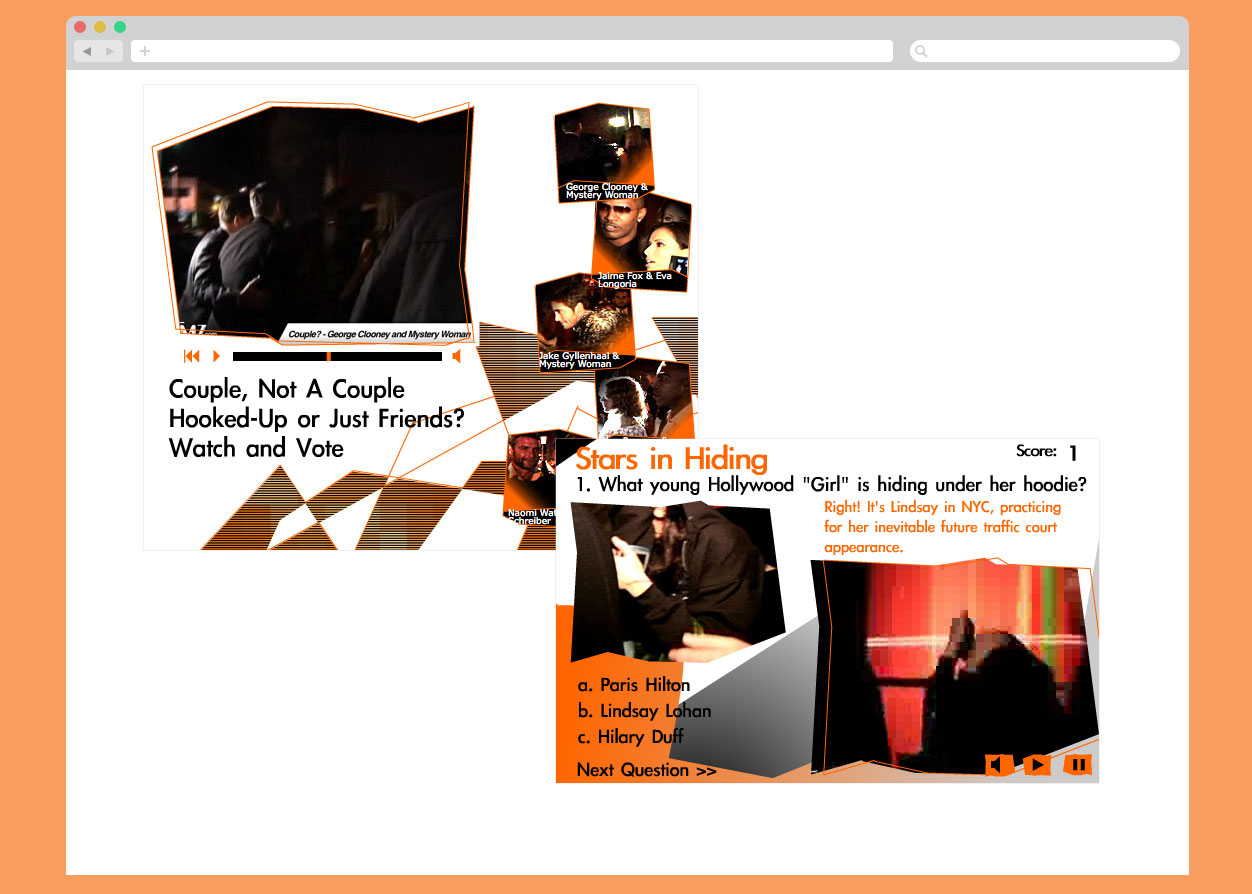 George Clooney &
Mystery Woman
Jaime Fox & Eva
Longoria
Jake Gyllenhaal &
Mystery Woman
Couple? - George Clooney and Mystery Woman
Couple, Not A Couple
Hooked-Up or Just Friends?
Watch and Vote
Naomi Wat
Schreiber
Stars in Hiding
Score: 1
1. What young Hollywood "Girl" is hiding under her hoodie?
Right! It's Lindsay in NYC, practicing
for her inevitable future traffic court
appearance.
a. Paris Hilton
b. Lindsay Lohan
c. Hilary Duff
Next Question >>